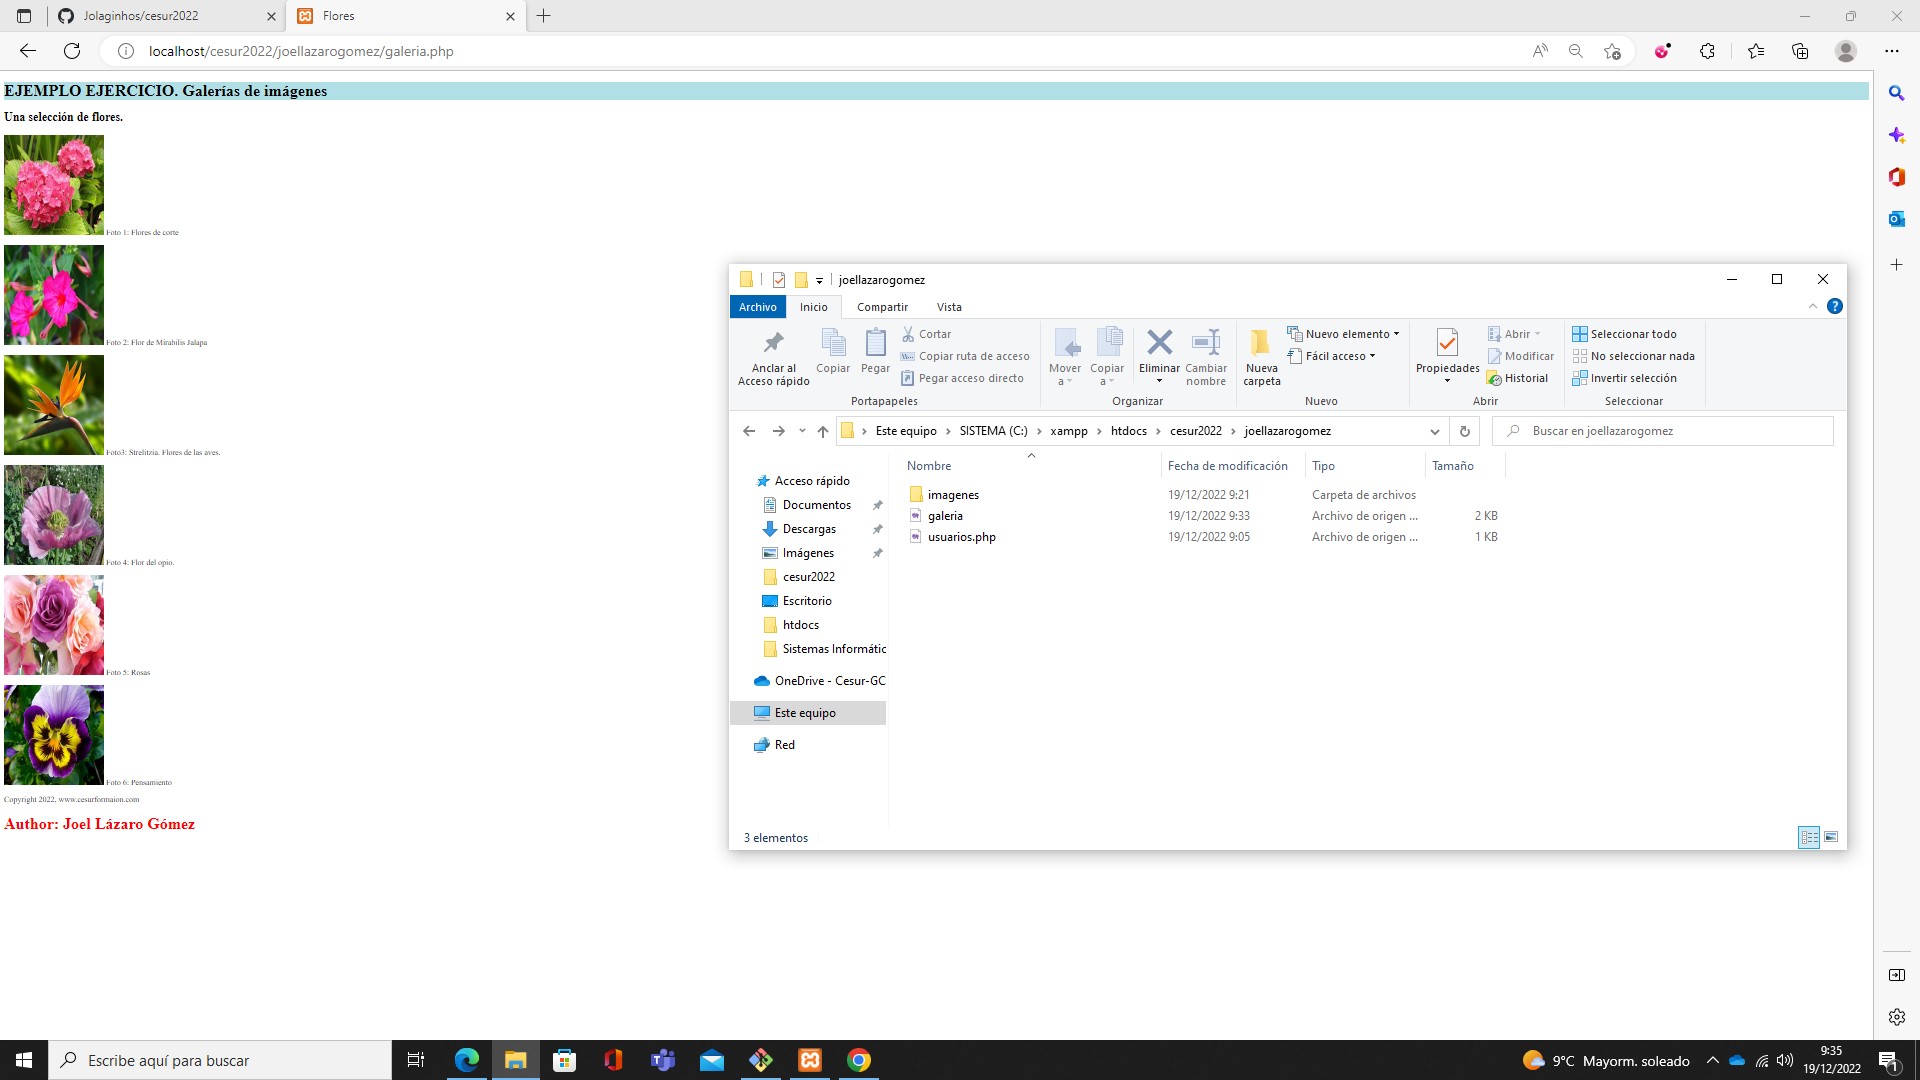 Jolaginhos/cesur2022
Flores
localhost/cesur2022/joellazarogomez/galeria.php
EJEMPLO EJERCICIO. Galerías de imágenes
Una selección de flores.
Foto 1: Flores de corte
Foto 2: Flor de Mirabilis Jalapa
Foto3: Strelitzia. Flores de las aves.
Foto 4: Flor del opio.
Foto 5: Rosas
Foto 6: Pensamiento
Copyright 2022, www.cesurformaion.com
Author: Joel Lázaro Gómez
joellazarogomez
Archivo Inicio Compartir Vista
Anclar al Acceso rápido
Copiar
Pegar
Cortar
Copiar ruta de acceso
Pegar acceso directo
Portapapeles
Mover a
Copiar a
Eliminar
Cambiar nombre
Organizar
Nueva carpeta
Nuevo elemento
Fácil acceso
Nuevo
Propiedades
Abrir
Modificar
Historial
Abrir
Seleccionar todo
No seleccionar nada
Invertir selección
Seleccionar
Este equipo > SISTEMA (C:) > xampp > htdocs > cesur2022 > joellazarogomez
Buscar en joellazarogomez
Nombre Fecha de modificación Tipo Tamaño
imagenes 19/12/2022 9:21 Carpeta de archivos
galeria 19/12/2022 9:33 Archivo de origen ... 2 KB
usuarios.php 19/12/2022 9:05 Archivo de origen ... 1 KB
Acceso rápido
Documentos
Descargas
Imágenes
cesur2022
Escritorio
htdocs
Sistemas Informátic
OneDrive - Cesur-GC
Este equipo
Red
3 elementos
Escribe aquí para buscar
9°C Mayorm. soleado
9:35
19/12/2022
1